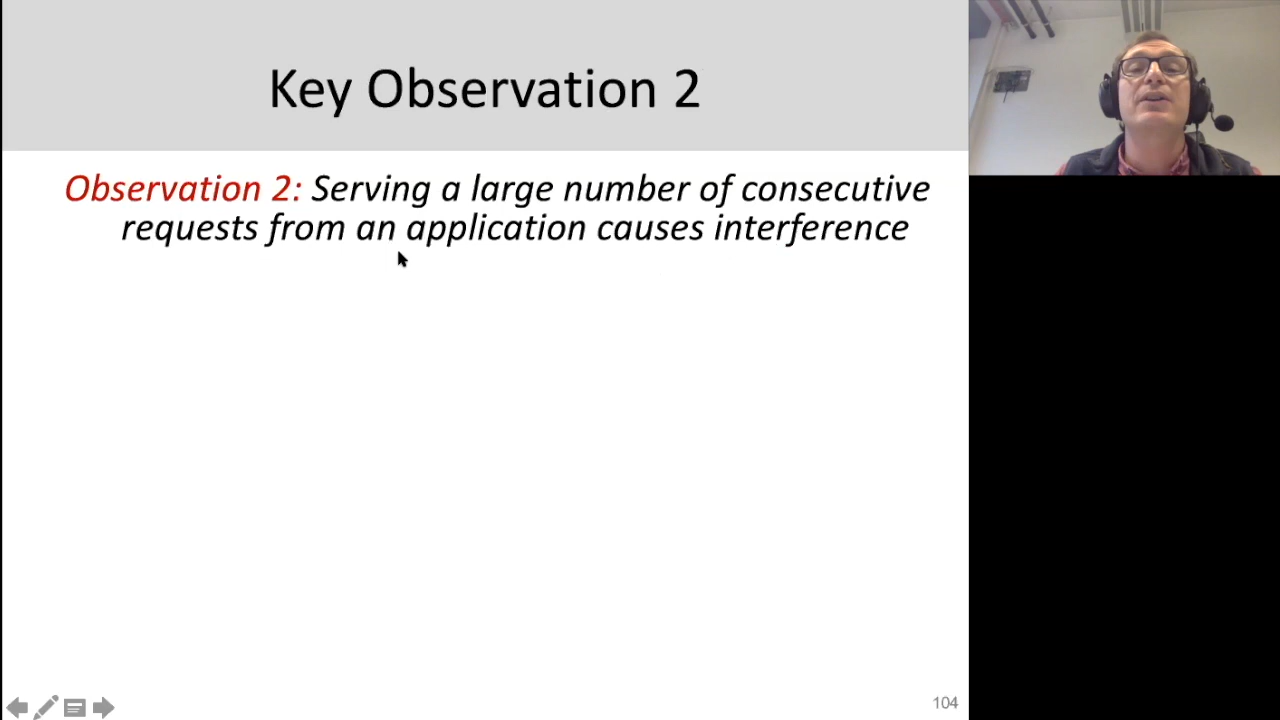 Key Observation 2
Observation 2: Serving a large number of consecutive
requests from an application causes interference
104